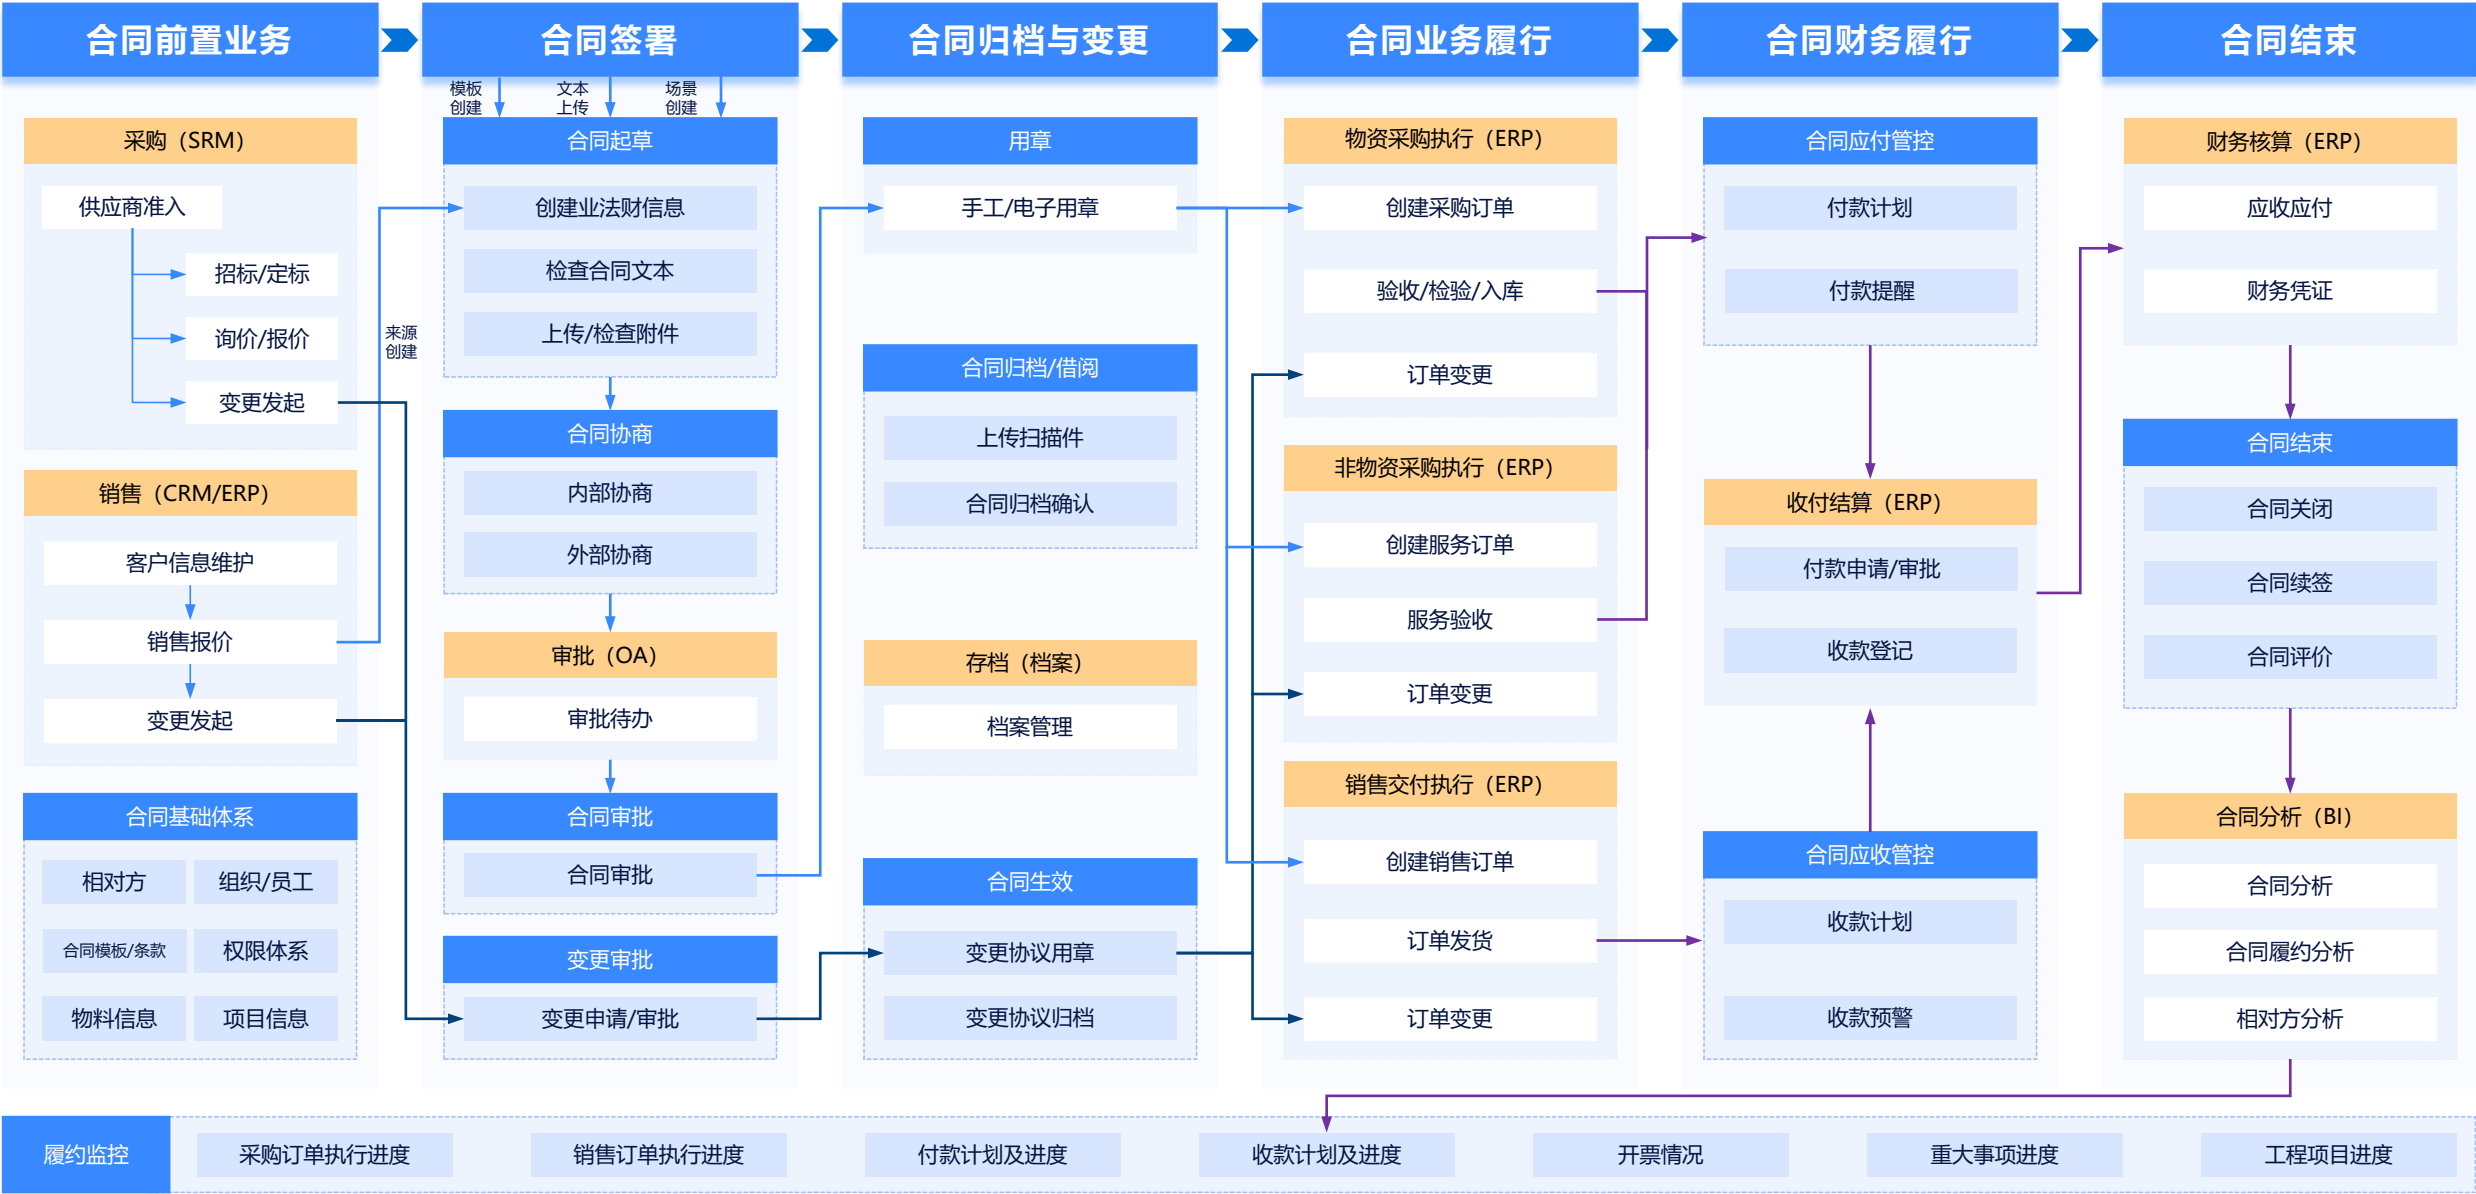 合同前置业务
合同签署
合同归档与变更
合同业务履行
合同财务履行
合同结束
采购（SRM）
供应商准入
招标/定标
询价/报价
变更发起
销售（CRM/ERP）
客户信息维护
销售报价
变更发起
合同基础体系
相对方
组织/员工
合同模板/条款
权限体系
物料信息
项目信息
来源
创建
模板
创建
文本
上传
场景
创建
合同起草
创建业法财信息
检查合同文本
上传/检查附件
合同协商
内部协商
外部协商
审批（OA）
审批待办
合同审批
合同审批
变更审批
变更申请/审批
用章
手工/电子用章
合同归档/借阅
上传扫描件
合同归档确认
存档（档案）
档案管理
合同生效
变更协议用章
变更协议归档
物资采购执行（ERP）
创建采购订单
验收/检验/入库
订单变更
非物资采购执行（ERP）
创建服务订单
服务验收
订单变更
销售交付执行（ERP）
创建销售订单
订单发货
订单变更
合同应付管控
付款计划
付款提醒
收付结算（ERP）
付款申请/审批
收款登记
合同应收管控
收款计划
收款预警
财务核算（ERP）
应收应付
财务凭证
合同结束
合同关闭
合同续签
合同评价
合同分析（BI）
合同分析
合同履约分析
相对方分析
履约监控
采购订单执行进度
销售订单执行进度
付款计划及进度
收款计划及进度
开票情况
重大事项进度
工程项目进度